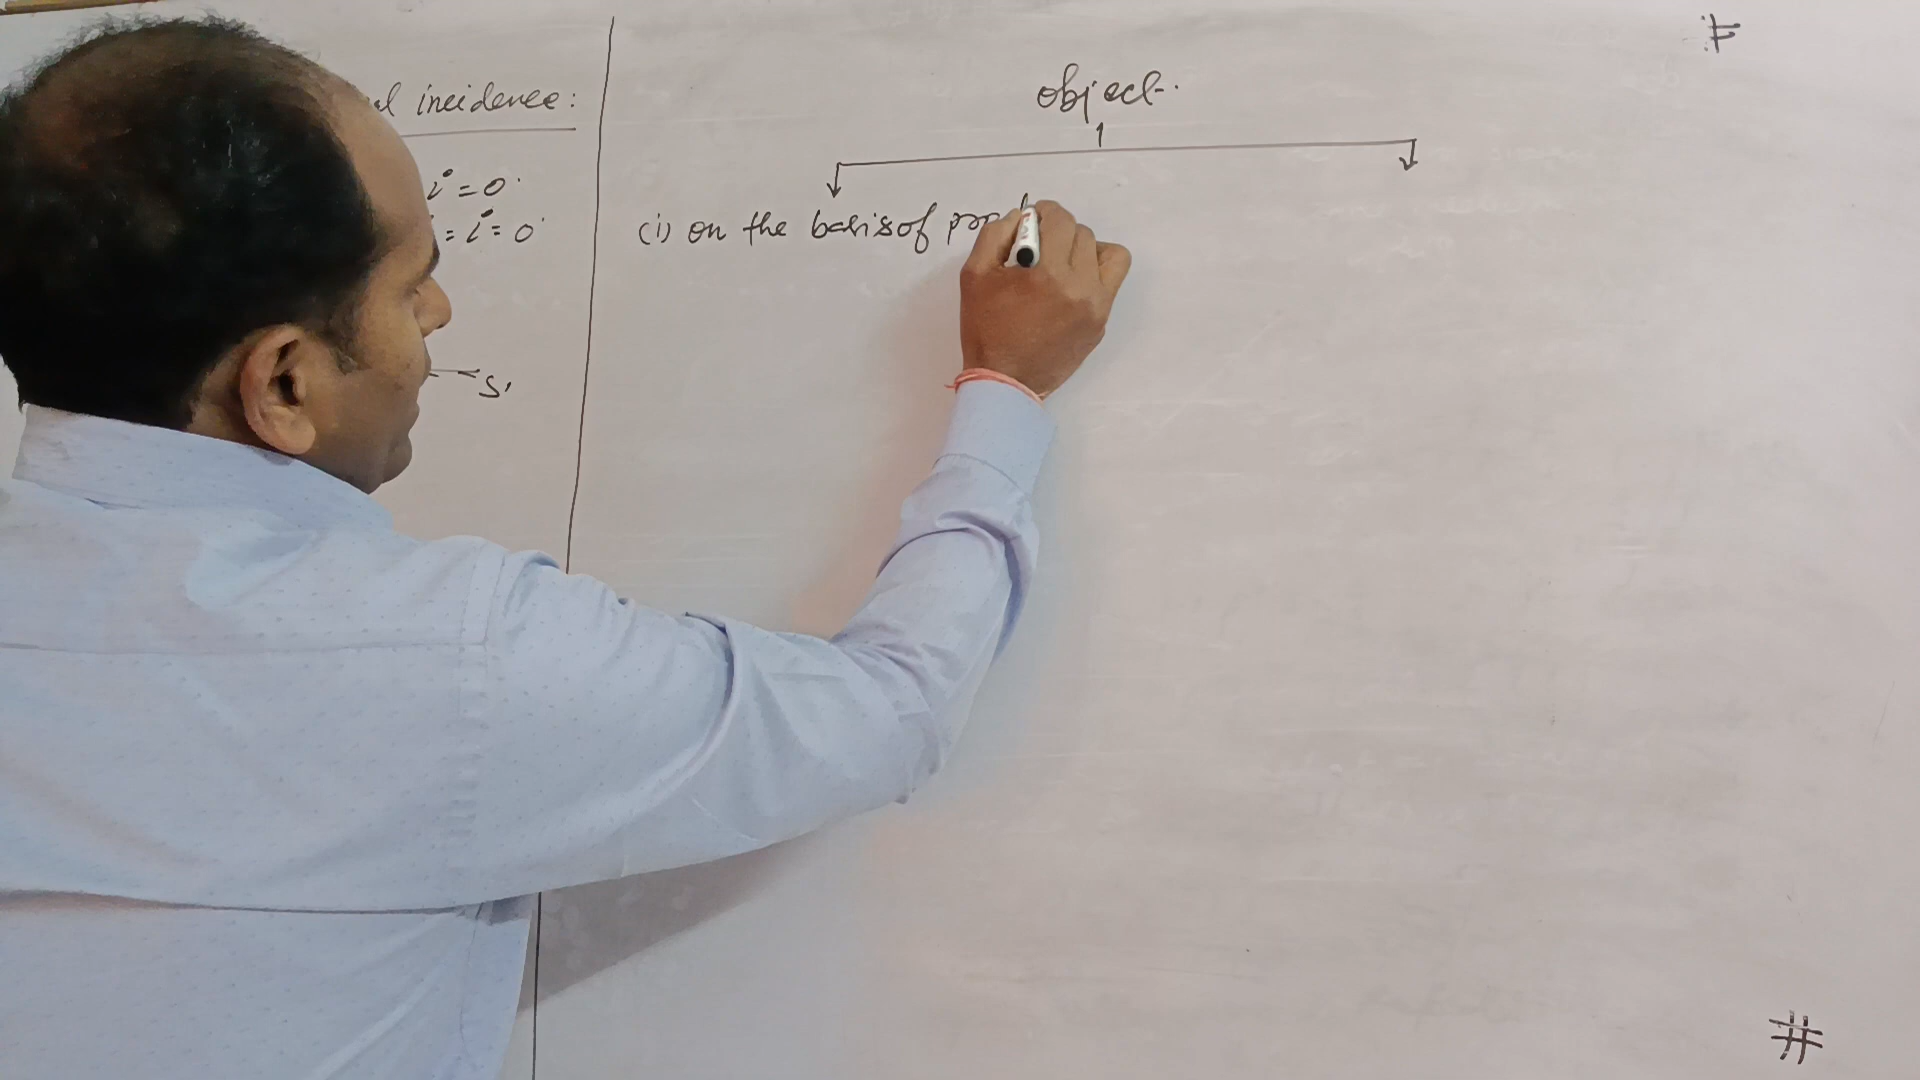 incidence:
i° = 0°
= i° = 0°
S,
object
(i) on the basis of
#